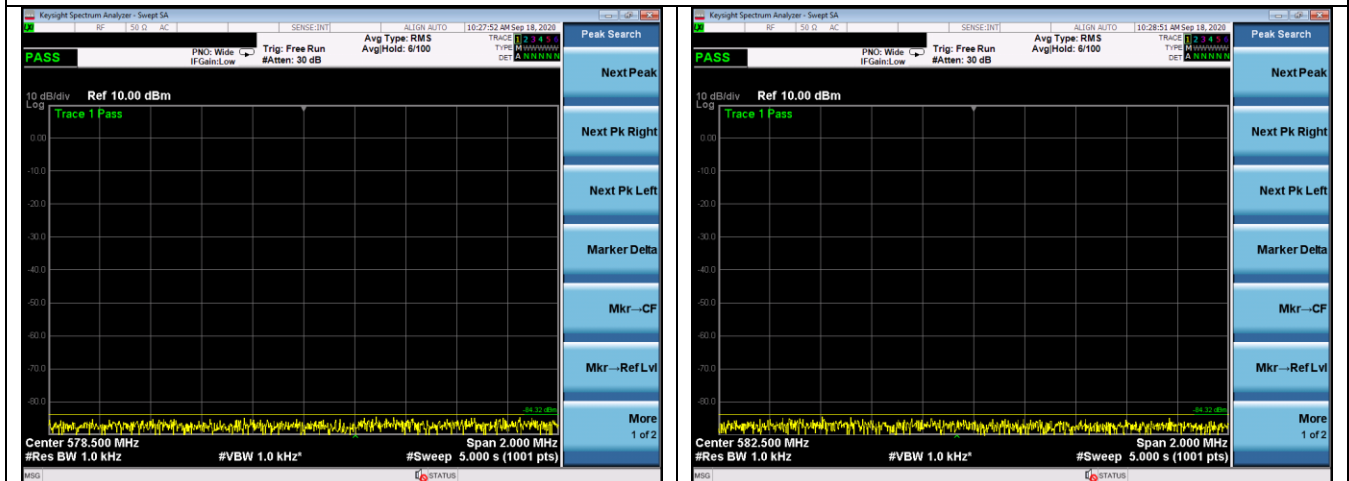 Keysight Spectrum Analyzer - Swept SA
RF 50 Ω AC SENSE:INT ALIGN AUTO 10:27:52 AM Sep 18, 2020
Avg Type: RMS TRACE 1 2 3 4 5 6
PNO: Wide Trig: Free Run Avg|Hold: 6/100 TYPE M
PASS IFGain:Low #Atten: 30 dB DET A N N N N N
10 dB/div Ref 10.00 dBm
Log
Trace 1 Pass
0.00
-10.0
-20.0
-30.0
-40.0
-50.0
-60.0
-70.0
-80.0
-84.32 dBm
Center 578.500 MHz Span 2.000 MHz
#Res BW 1.0 kHz #VBW 1.0 kHz* #Sweep 5.000 s (1001 pts)
MSG STATUS
Peak Search
Next Peak
Next Pk Right
Next Pk Left
Marker Delta
Mkr→CF
Mkr→Ref Lvl
More
1 of 2
Keysight Spectrum Analyzer - Swept SA
RF 50 Ω AC SENSE:INT ALIGN AUTO 10:28:51 AM Sep 18, 2020
Avg Type: RMS TRACE 1 2 3 4 5 6
PNO: Wide Trig: Free Run Avg|Hold: 6/100 TYPE M
PASS IFGain:Low #Atten: 30 dB DET A N N N N N
10 dB/div Ref 10.00 dBm
Log
Trace 1 Pass
0.00
-10.0
-20.0
-30.0
-40.0
-50.0
-60.0
-70.0
-80.0
-84.32 dBm
Center 582.500 MHz Span 2.000 MHz
#Res BW 1.0 kHz #VBW 1.0 kHz* #Sweep 5.000 s (1001 pts)
MSG STATUS
Peak Search
Next Peak
Next Pk Right
Next Pk Left
Marker Delta
Mkr→CF
Mkr→Ref Lvl
More
1 of 2